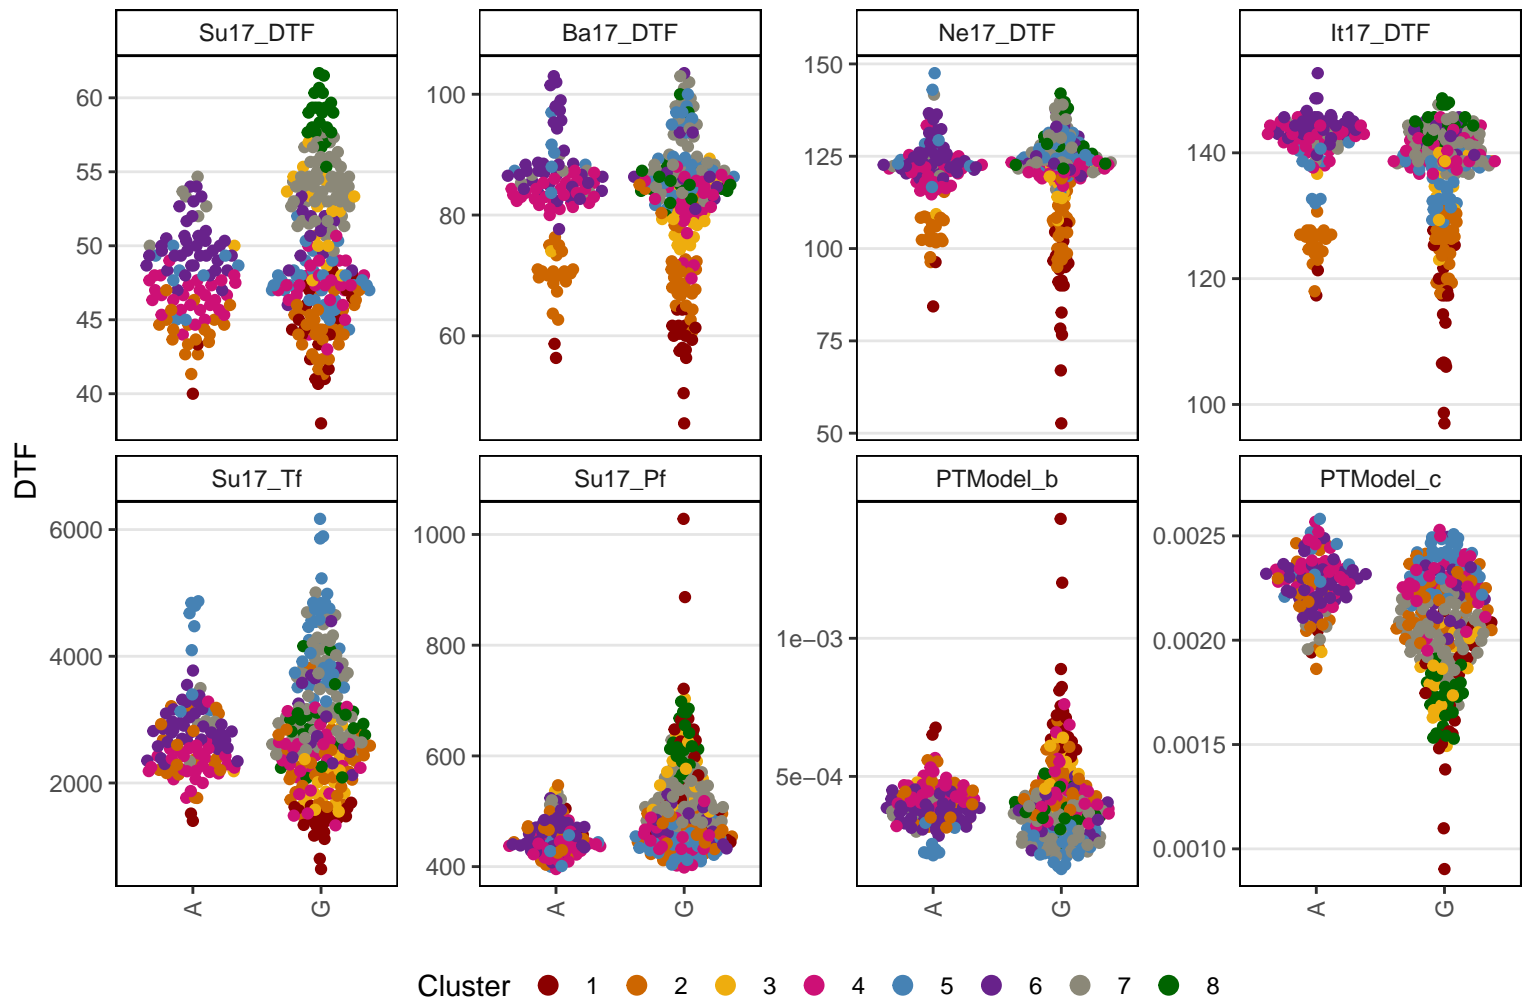 Su17_DTF Ba17_DTF Ne17_DTF It17_DTF
60 55 50 45 40
100 80 60
150 125 100 75 50
140 120 100
DTF
Su17_Tf Su17_Pf PTModel_b PTModel_c
6000 4000 2000
1000 800 600 400
1e−03 5e−04
0.0025 0.0020 0.0015 0.0010
A G A G A G A G
Cluster 1 2 3 4 5 6 7 8